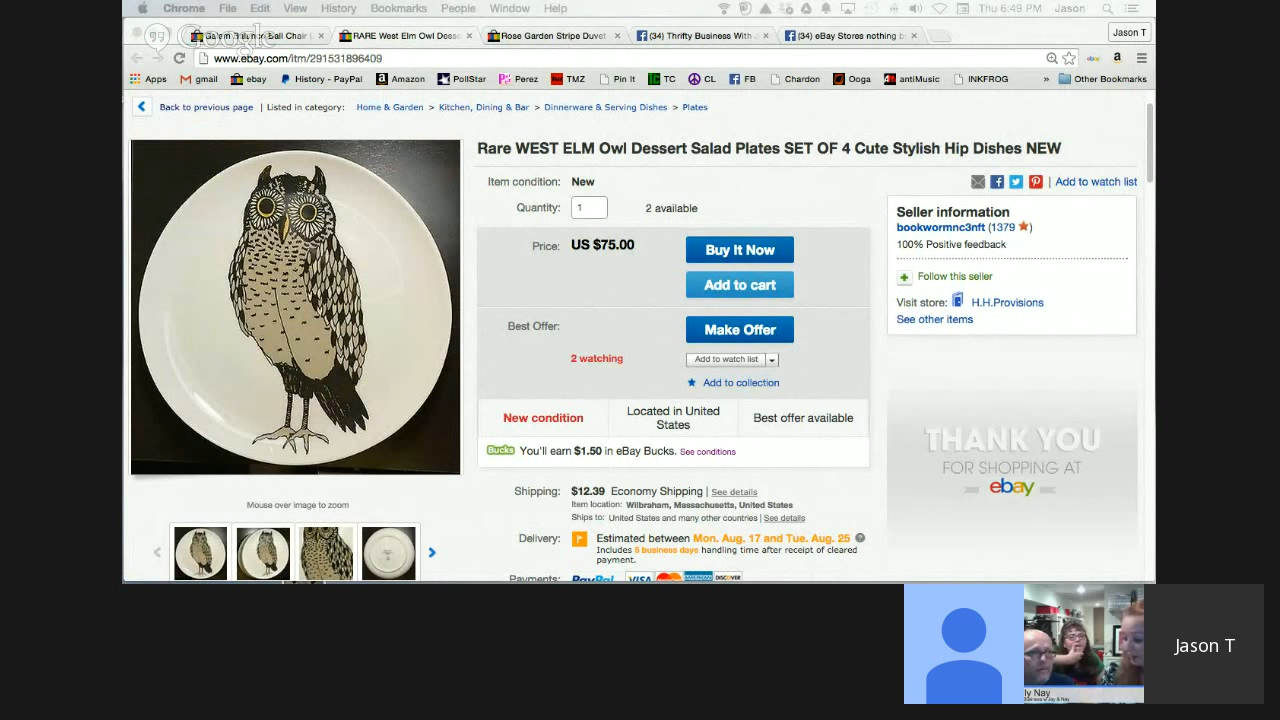 Chrome File Edit View History Bookmarks People Window Help Thu 6:49 PM Jason
Google
RARE West Elm Owl Dess Rose Garden Stripe Duvet (34) Thrifty Business With (34) eBay Stores nothing Jason T
www.ebay.com/itm/291531896409
Apps gmail ebay History - PayPal Amazon PollStar Perez TMZ Pin It TC CL FB Chardon Ooga antiMusic INKFROG » Other Bookmarks
Back to previous page | Listed in category: Home & Garden > Kitchen, Dining & Bar > Dinnerware & Serving Dishes > Plates
Rare WEST ELM Owl Dessert Salad Plates SET OF 4 Cute Stylish Hip Dishes NEW
Item condition: New
| Add to watch list
Quantity: 1 2 available
Seller information
bookwormnc3nft (1379 )
100% Positive feedback
Price: US $75.00 Buy It Now
Add to cart
Follow this seller
Visit store: H.H.Provisions
See other items
Best Offer: Make Offer
2 watching Add to watch list
Add to collection
New condition
Located in United States
Best offer available
Bucks You'll earn $1.50 in eBay Bucks. See conditions
THANK YOU
FOR SHOPPING AT
ebay
Shipping: $12.39 Economy Shipping | See details
Item location: Wilbraham, Massachusetts, United States
Ships to: United States and many other countries | See details
Mouse over image to zoom
Delivery: Estimated between Mon. Aug. 17 and Tue. Aug. 25
Includes 5 business days handling time after receipt of cleared
payment.
Payments: PayPal VISA MasterCard DISCOVER
Jason T
ly Nay